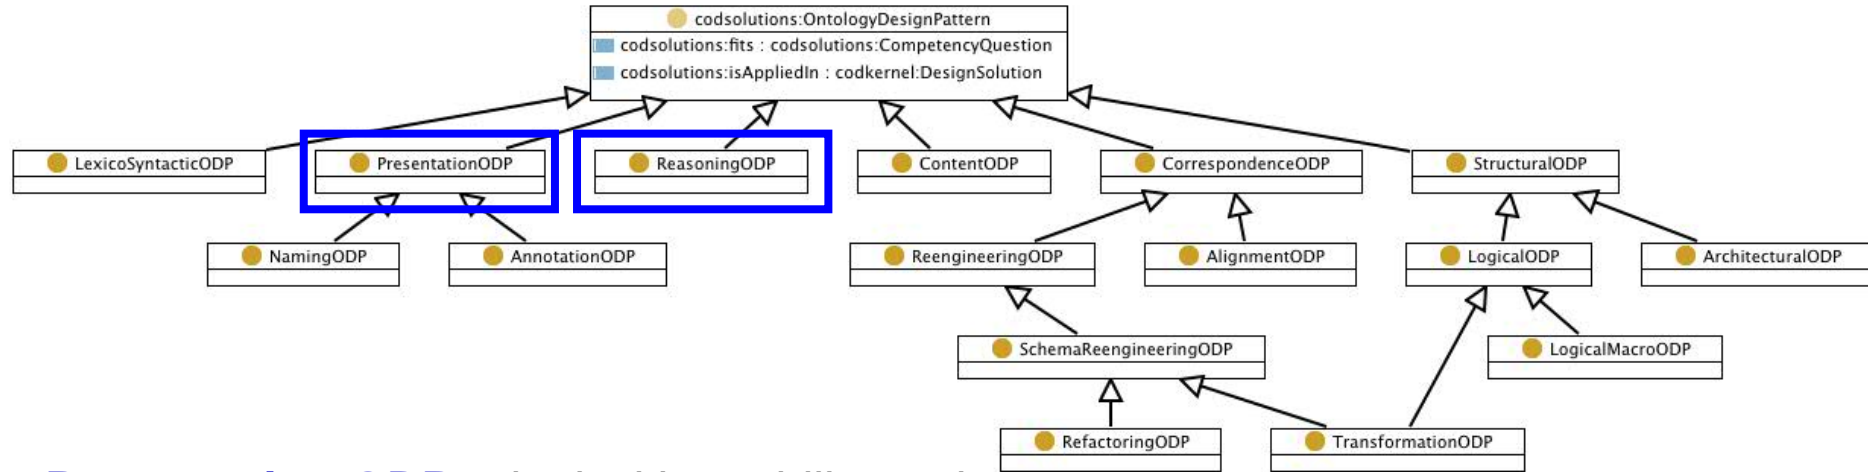 codsolutions:OntologyDesignPattern
codsolutions:fits : codsolutions:CompetencyQuestion
codsolutions:isAppliedIn : codkernel:DesignSolution
LexicoSyntacticODP PresentationODP ReasoningODP ContentODP CorrespondenceODP StructuralODP
NamingODP AnnotationODP ReengineeringODP AlignmentODP LogicalODP ArchitecturalODP
SchemaReengineeringODP LogicalMacroODP
RefactoringODP TransformationODP